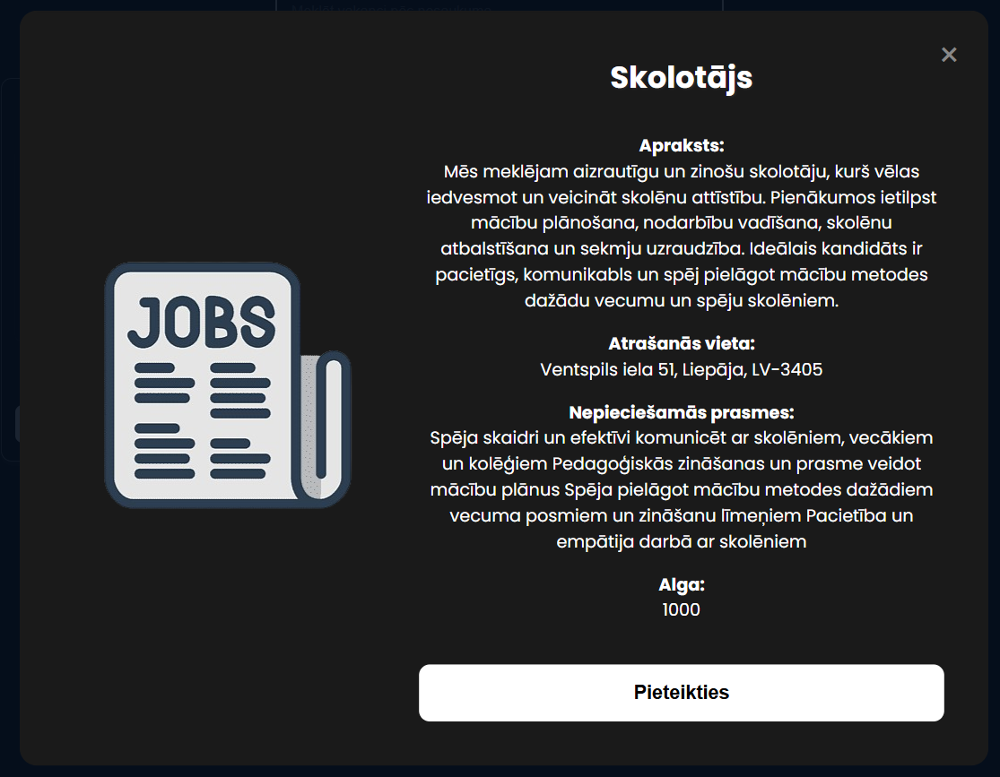 ×
Skolotājs
Apraksts:
Mēs meklējam aizrautīgu un zinošu skolotāju, kurš vēlas
iedvesmot un veicināt skolēnu attīstību. Pienākumos ietilpst
mācību plānošana, nodarbību vadīšana, skolēnu
atbalstīšana un sekmju uzraudzība. Ideālais kandidāts ir
pacietīgs, komunikabls un spēj pielāgot mācību metodes
dažādu vecumu un spēju skolēniem.
JOBS
Atrašanās vieta:
Ventspils iela 51, Liepāja, LV-3405
Nepieciešamās prasmes:
Spēja skaidri un efektīvi komunicēt ar skolēniem, vecākiem
un kolēģiem Pedagoģiskās zināšanas un prasme veidot
mācību plānus Spēja pielāgot mācību metodes dažādiem
vecuma posmiem un zināšanu līmeņiem Pacietība un
empātija darbā ar skolēniem
Alga:
1000
Pieteikties